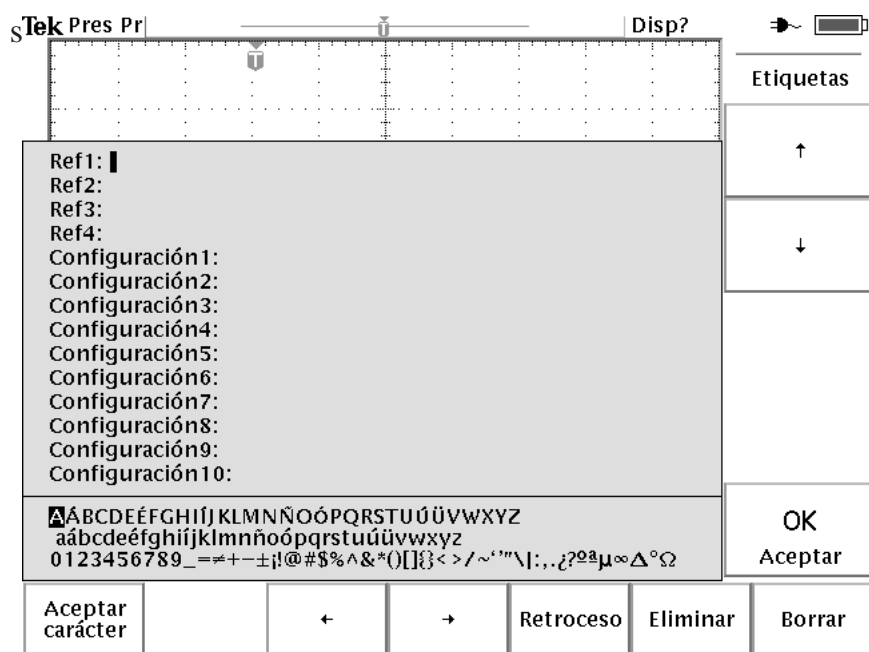 sTek Pres Pr Disp?
T
T
Etiquetas
↑
↓
Ref1:
Ref2:
Ref3:
Ref4:
Configuración1:
Configuración2:
Configuración3:
Configuración4:
Configuración5:
Configuración6:
Configuración7:
Configuración8:
Configuración9:
Configuración10:
AÁBCDEÉFGHIÍJKLMNÑOÓPQRSTUÚÜVWXYZ
aábcdeéfghiíjklmnñoópqrstuúüvwxyz
0123456789_=≠+−±¡!@#$%^&*()[]{}<>/~‘’"\|:,.¿?ºªµ∞Δ°Ω
OK
Aceptar
Aceptar
carácter
←
→
Retroceso
Eliminar
Borrar